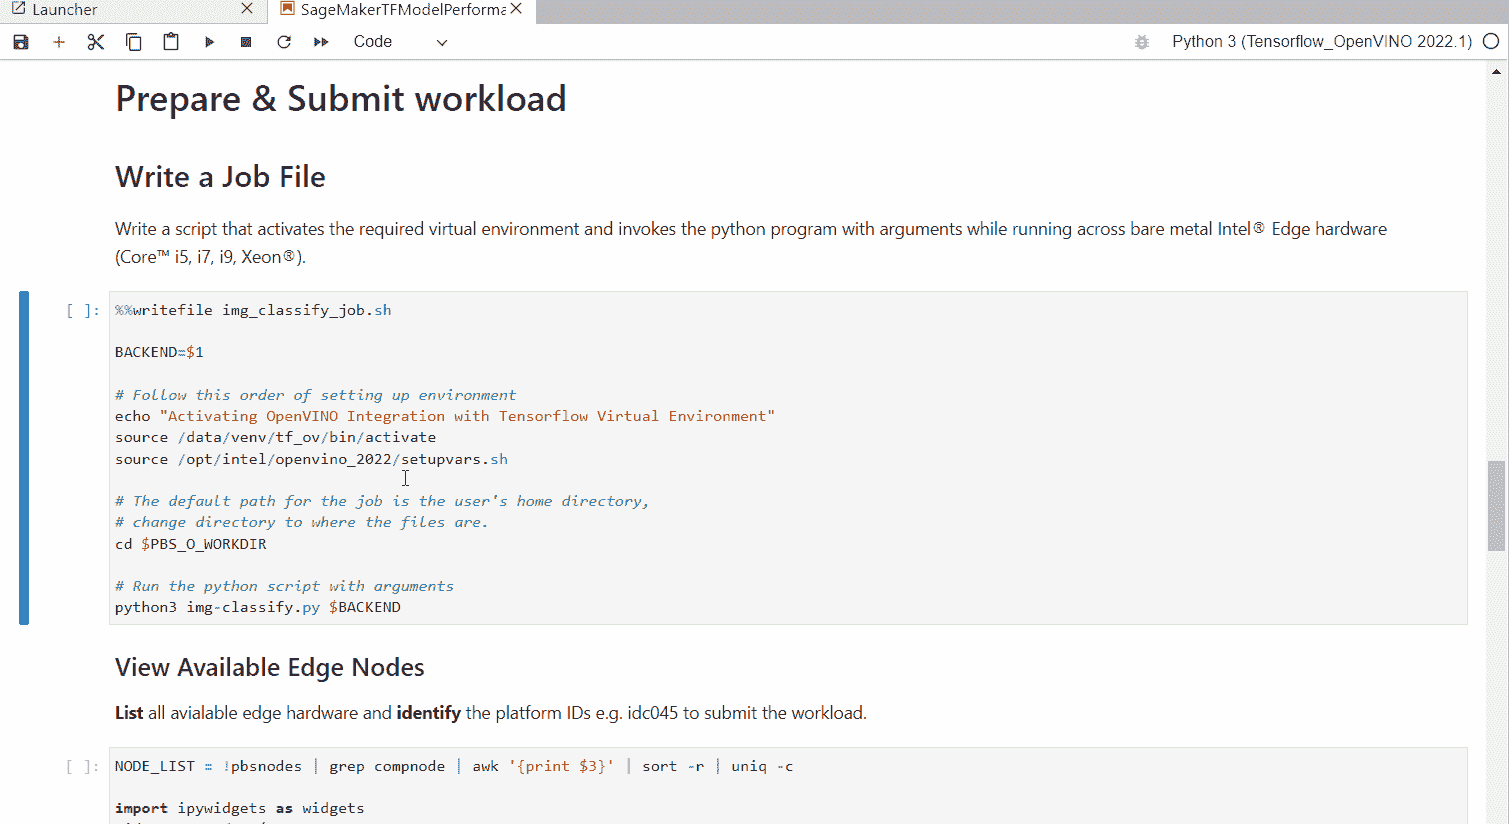 Launcher
SageMakerTFModelPerforma
Code
Python 3 (Tensorflow_OpenVINO 2022.1)
Prepare & Submit workload
Write a Job File
Write a script that activates the required virtual environment and invokes the python program with arguments while running across bare metal Intel® Edge hardware
(Core™ i5, i7, i9, Xeon®).
[ ]: %%writefile img_classify_job.sh
BACKEND=$1
# Follow this order of setting up environment
echo "Activating OpenVINO Integration with Tensorflow Virtual Environment"
source /data/venv/tf_ov/bin/activate
source /opt/intel/openvino_2022/setupvars.sh
# The default path for the job is the user's home directory,
# change directory to where the files are.
cd $PBS_O_WORKDIR
# Run the python script with arguments
python3 img-classify.py $BACKEND
View Available Edge Nodes
List all avialable edge hardware and identify the platform IDs e.g. idc045 to submit the workload.
[ ]: NODE_LIST = !pbsnodes | grep compnode | awk '{print $3}' | sort -r | uniq -c
import ipywidgets as widgets